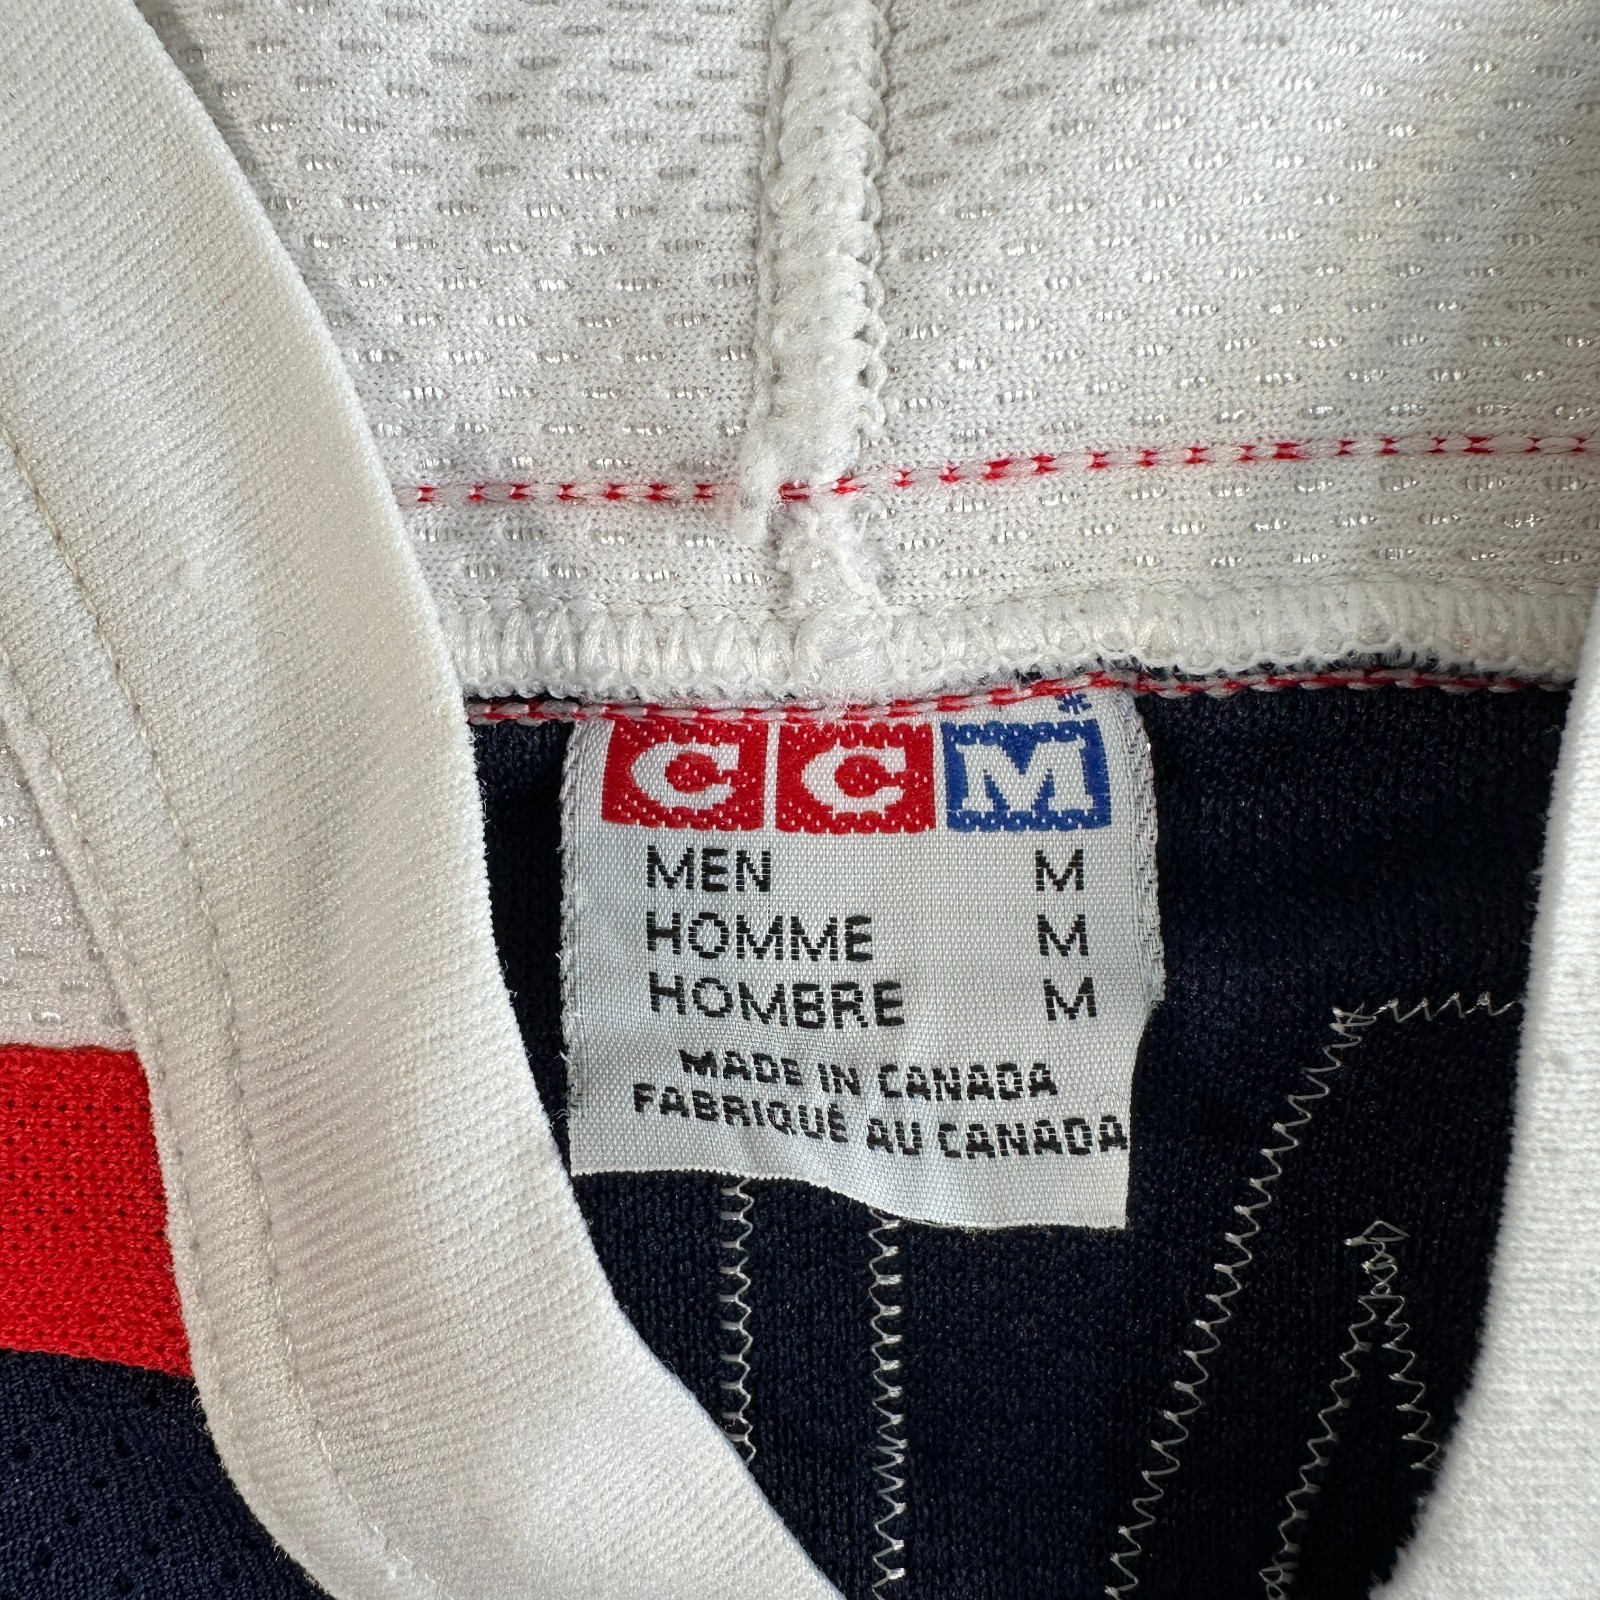 CCM
MEN M
HOMME M
HOMBRE M
MADE IN CANADA
FABRIQUÉ AU CANADA